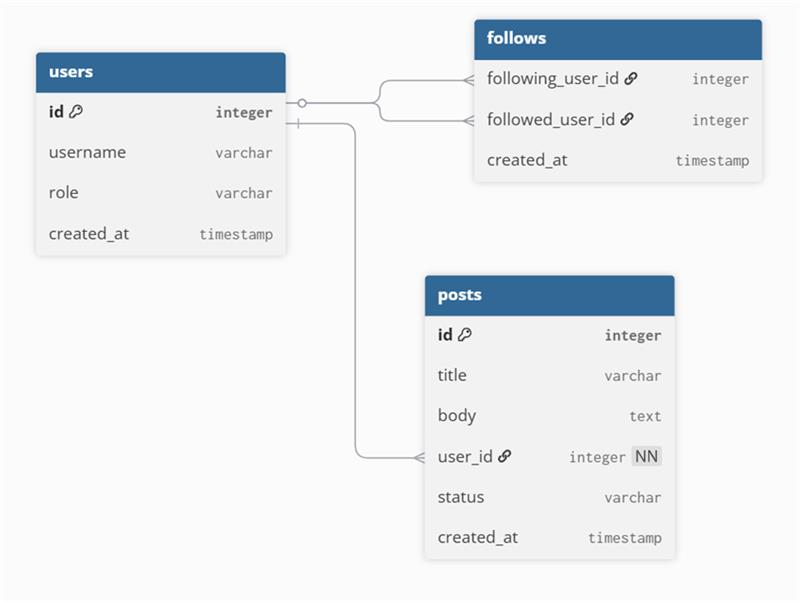 users
id integer
username varchar
role varchar
created_at timestamp
follows
following_user_id integer
followed_user_id integer
created_at timestamp
posts
id integer
title varchar
body text
user_id integer NN
status varchar
created_at timestamp